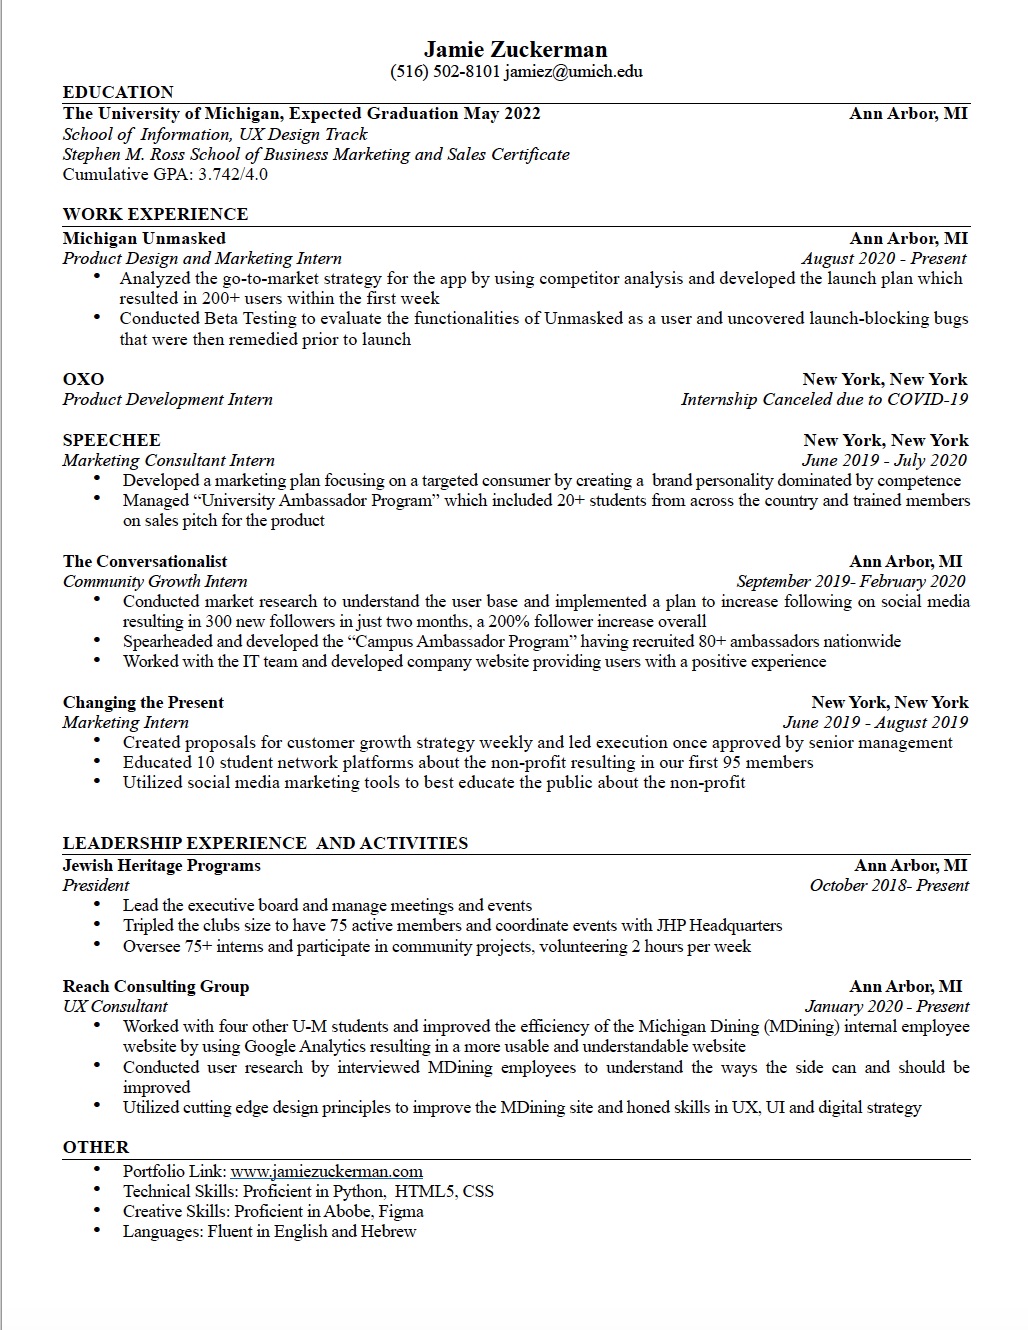 Jamie Zuckerman
(516) 502-8101 jamiez@umich.edu
EDUCATION
The University of Michigan, Expected Graduation May 2022 Ann Arbor, MI
School of Information, UX Design Track
Stephen M. Ross School of Business Marketing and Sales Certificate
Cumulative GPA: 3.742/4.0
WORK EXPERIENCE
Michigan Unmasked Ann Arbor, MI
Product Design and Marketing Intern August 2020 - Present
• Analyzed the go-to-market strategy for the app by using competitor analysis and developed the launch plan which
resulted in 200+ users within the first week
• Conducted Beta Testing to evaluate the functionalities of Unmasked as a user and uncovered launch-blocking bugs
that were then remedied prior to launch
OXO New York, New York
Product Development Intern Internship Canceled due to COVID-19
SPEECHEE New York, New York
Marketing Consultant Intern June 2019 - July 2020
• Developed a marketing plan focusing on a targeted consumer by creating a brand personality dominated by competence
• Managed “University Ambassador Program” which included 20+ students from across the country and trained members
on sales pitch for the product
The Conversationalist Ann Arbor, MI
Community Growth Intern September 2019- February 2020
• Conducted market research to understand the user base and implemented a plan to increase following on social media
resulting in 300 new followers in just two months, a 200% follower increase overall
• Spearheaded and developed the “Campus Ambassador Program” having recruited 80+ ambassadors nationwide
• Worked with the IT team and developed company website providing users with a positive experience
Changing the Present New York, New York
Marketing Intern June 2019 - August 2019
• Created proposals for customer growth strategy weekly and led execution once approved by senior management
• Educated 10 student network platforms about the non-profit resulting in our first 95 members
• Utilized social media marketing tools to best educate the public about the non-profit
LEADERSHIP EXPERIENCE AND ACTIVITIES
Jewish Heritage Programs Ann Arbor, MI
President October 2018- Present
• Lead the executive board and manage meetings and events
• Tripled the clubs size to have 75 active members and coordinate events with JHP Headquarters
• Oversee 75+ interns and participate in community projects, volunteering 2 hours per week
Reach Consulting Group Ann Arbor, MI
UX Consultant January 2020 - Present
• Worked with four other U-M students and improved the efficiency of the Michigan Dining (MDining) internal employee
website by using Google Analytics resulting in a more usable and understandable website
• Conducted user research by interviewed MDining employees to understand the ways the side can and should be
improved
• Utilized cutting edge design principles to improve the MDining site and honed skills in UX, UI and digital strategy
OTHER
• Portfolio Link: www.jamiezuckerman.com
• Technical Skills: Proficient in Python, HTML5, CSS
• Creative Skills: Proficient in Abobe, Figma
• Languages: Fluent in English and Hebrew